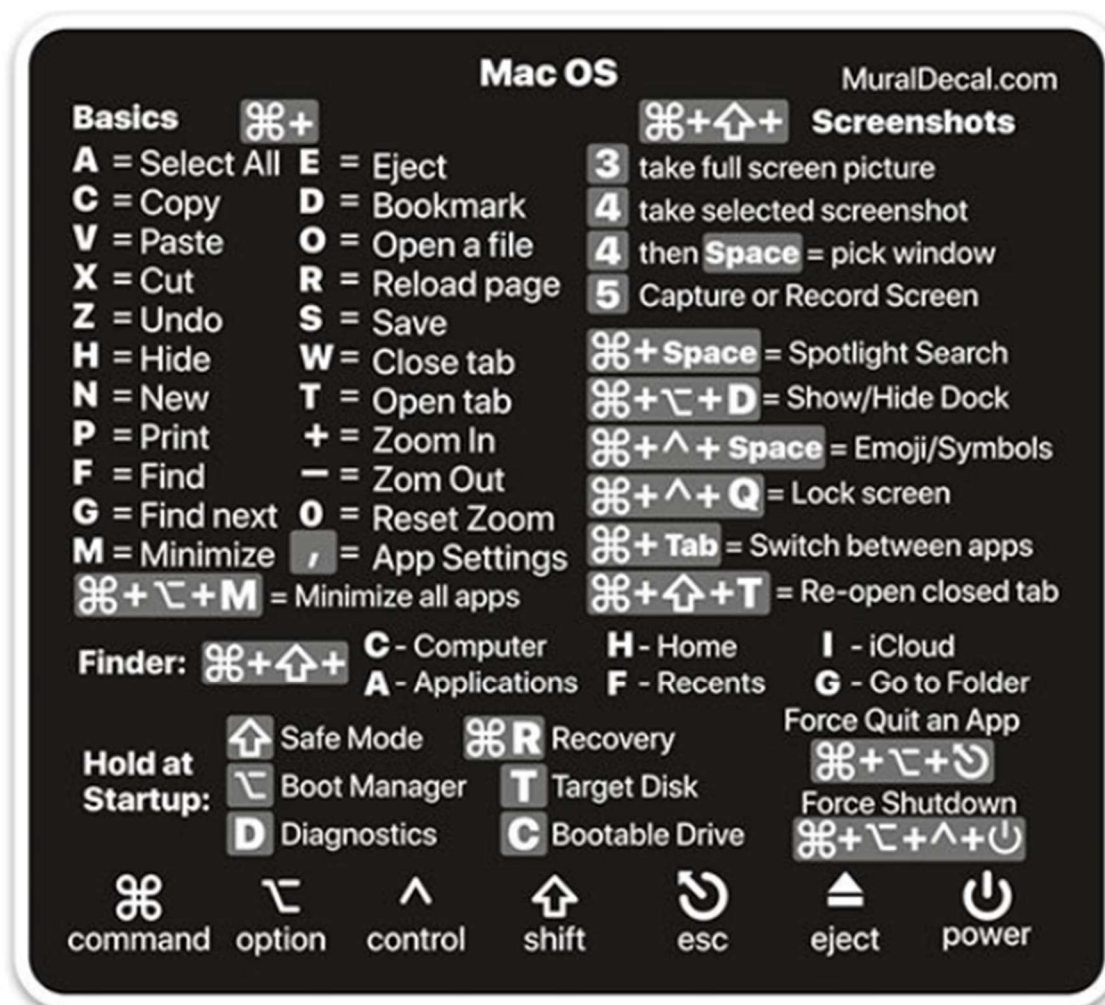 Mac OS
MuralDecal.com
Basics ⌘+
A = Select All
C = Copy
V = Paste
X = Cut
Z = Undo
H = Hide
N = New
P = Print
F = Find
G = Find next
M = Minimize
E = Eject
D = Bookmark
O = Open a file
R = Reload page
S = Save
W = Close tab
T = Open tab
+ = Zoom In
− = Zom Out
0 = Reset Zoom
, = App Settings
⌘+⌥+M = Minimize all apps
⌘+⇧+ Screenshots
3 take full screen picture
4 take selected screenshot
4 then Space = pick window
5 Capture or Record Screen
⌘+Space = Spotlight Search
⌘+⌥+D = Show/Hide Dock
⌘+^+Space = Emoji/Symbols
⌘+^+Q = Lock screen
⌘+Tab = Switch between apps
⌘+⇧+T = Re-open closed tab
Finder: ⌘+⇧+
C - Computer H - Home I - iCloud
A - Applications F - Recents G - Go to Folder
Hold at
Startup:
⇧ Safe Mode ⌘R Recovery
⌥ Boot Manager T Target Disk
D Diagnostics C Bootable Drive
Force Quit an App
⌘+⌥+⎋
Force Shutdown
⌘+⌥+^+⏻
⌘ ⌥ ^ ⇧ ⎋ ⏏ ⏻
command option control shift esc eject power